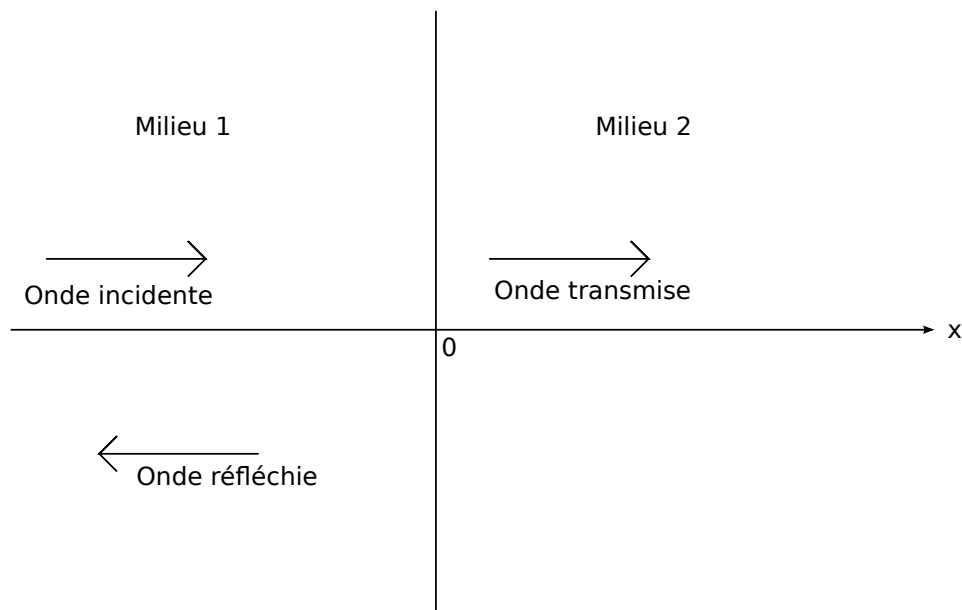 Milieu 1
Milieu 2
Onde incidente
Onde transmise
x
0
Onde réfléchie